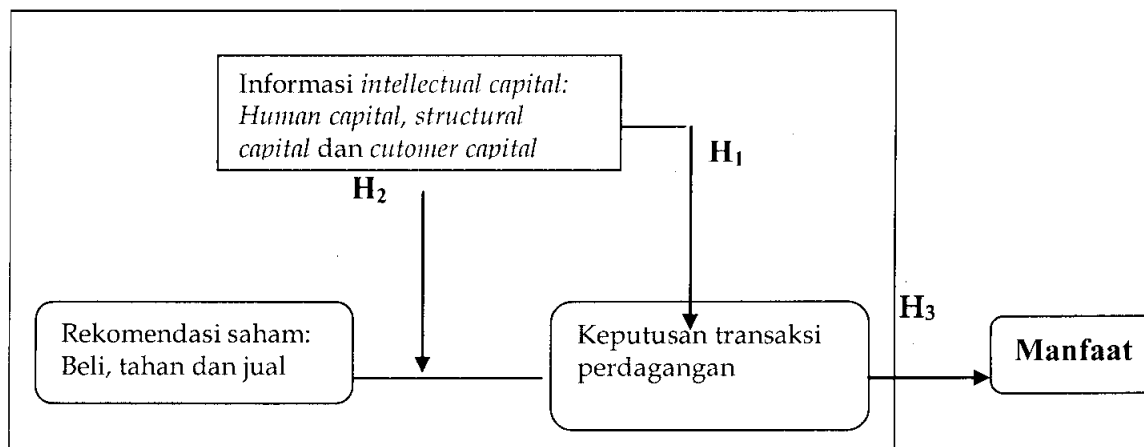 Informasi intellectual capital:
Human capital, structural
capital dan cutomer capital
H₁
H₂
H₃
Rekomendasi saham:
Beli, tahan dan jual
Keputusan transaksi
perdagangan
Manfaat